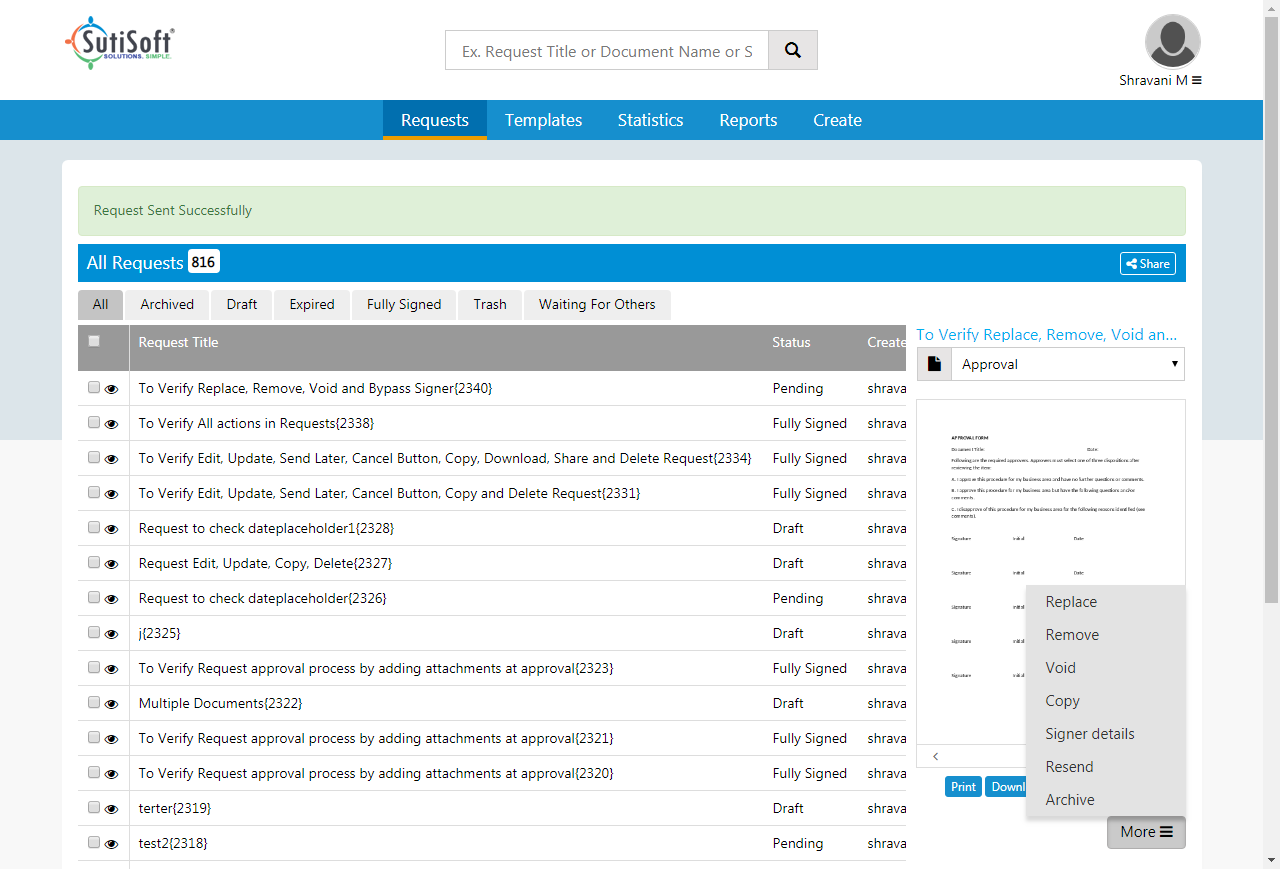 SutiSoft®
SOLUTIONS. SIMPLE.
Ex. Request Title or Document Name or S
Shravani M
Requests Templates Statistics Reports Create
Request Sent Successfully
All Requests 816
Share
All Archived Draft Expired Fully Signed Trash Waiting For Others
Request Title Status Create
To Verify Replace, Remove, Void and Bypass Signer{2340} Pending shrava
To Verify All actions in Requests{2338} Fully Signed shrava
To Verify Edit, Update, Send Later, Cancel Button, Copy, Download, Share and Delete Request{2334} Fully Signed shrava
To Verify Edit, Update, Send Later, Cancel Button, Copy and Delete Request{2331} Fully Signed shrava
Request to check dateplaceholder1{2328} Draft shrava
Request Edit, Update, Copy, Delete{2327} Draft shrava
Request to check dateplaceholder{2326} Pending shrava
j{2325} Draft shrava
To Verify Request approval process by adding attachments at approval{2323} Fully Signed shrava
Multiple Documents{2322} Draft shrava
To Verify Request approval process by adding attachments at approval{2321} Fully Signed shrava
To Verify Request approval process by adding attachments at approval{2320} Fully Signed shrava
terter{2319} Draft shrava
test2{2318} Pending shrava
To Verify Replace, Remove, Void an...
Approval
APPROVAL FORM
Document Title: Date:
Following are the required approvers. Approvers must select one of three dispositions after
reviewing the item:
A. I approve this procedure for my business area and have no further questions or comments.
B. I approve this procedure for my business area but have the following questions and/or
comments.
C. I disapprove of this procedure for my business area for the following reasons identified (see
comments).
Signature Initial Date
Signature Initial Date
Signature Initial
Signature Initial
Signature Initial
Replace
Remove
Void
Copy
Signer details
Resend
Archive
Print Downl
More